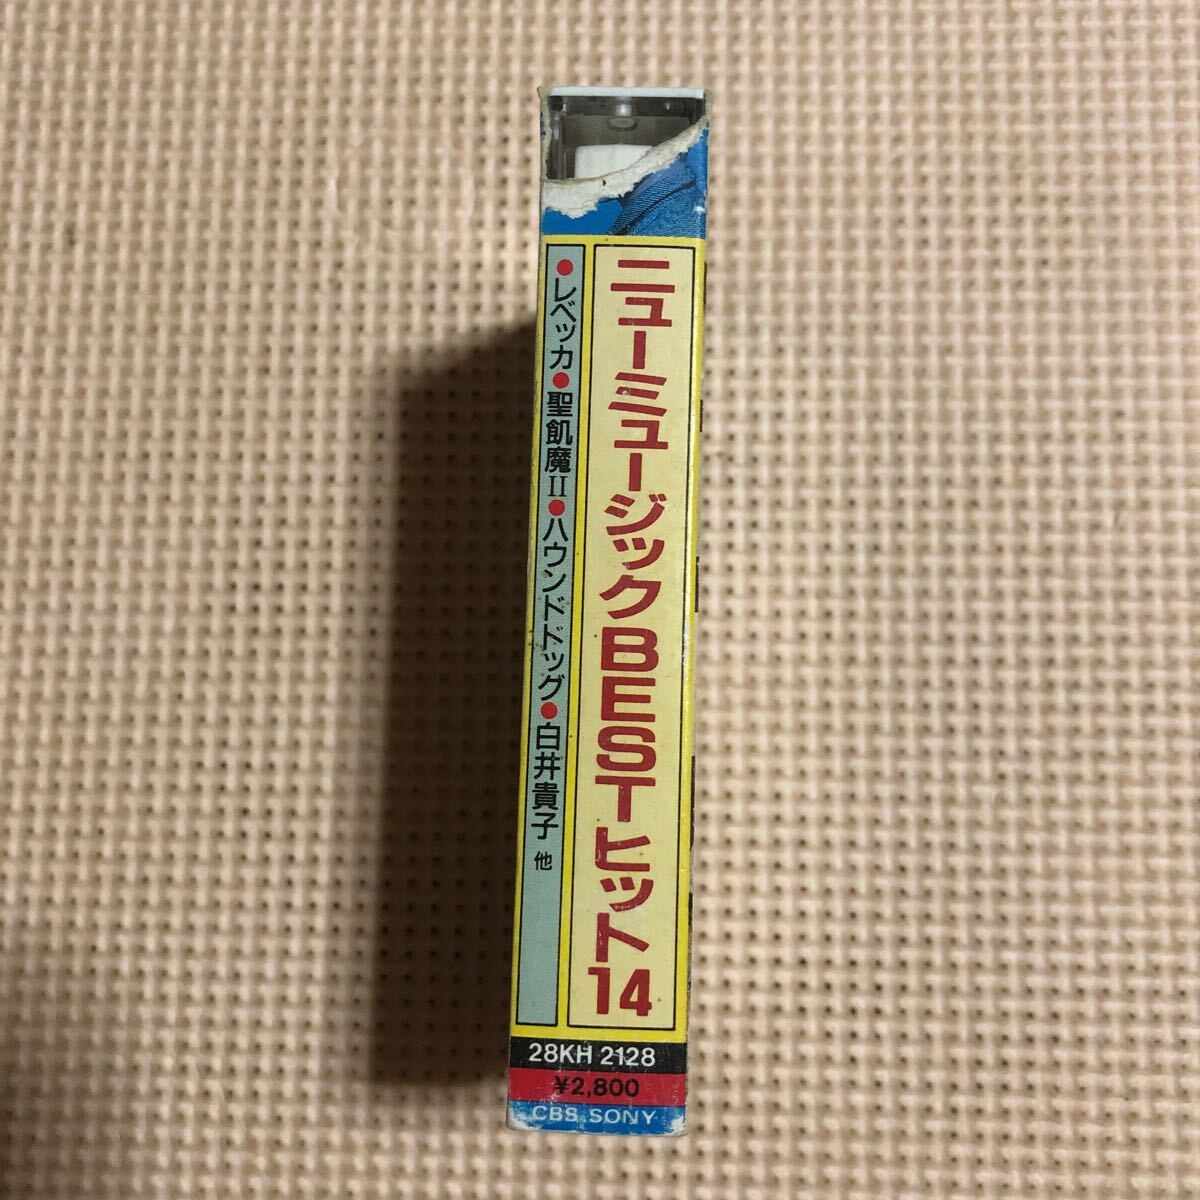 ニューミュージックBESTヒット14
●レベッカ●聖飢魔II●ハウンドドッグ●白井貴子 他
28KH 2128
¥2,800
CBS SONY